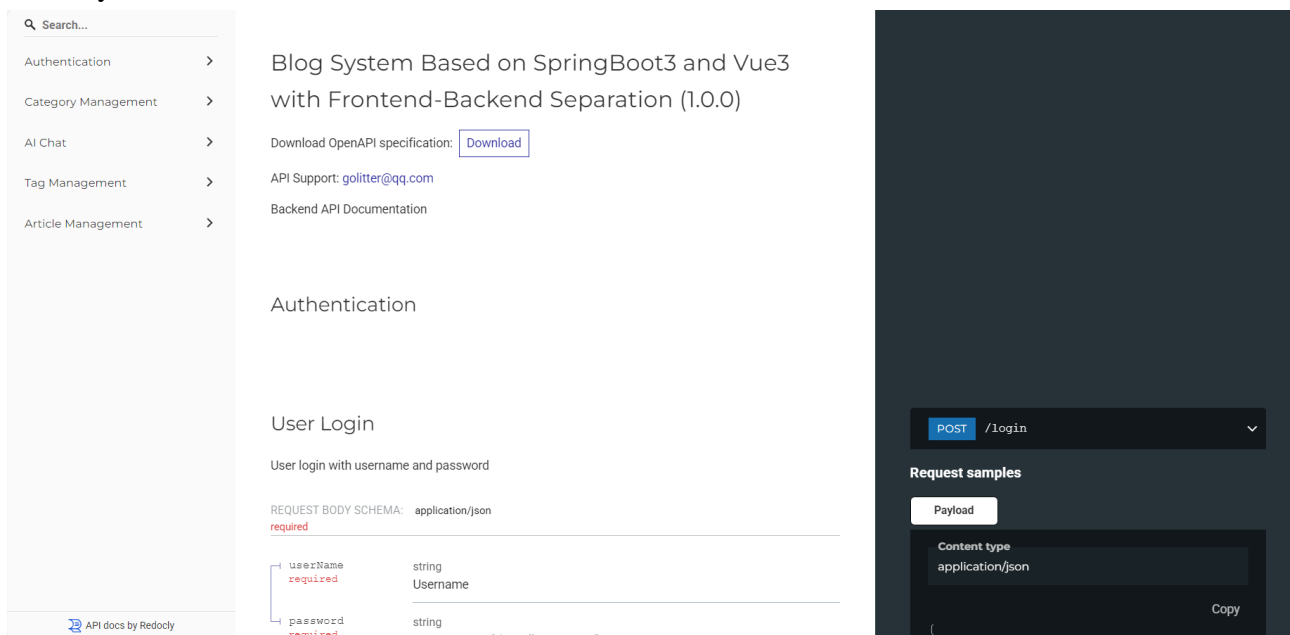 Search...
Authentication
Category Management
AI Chat
Tag Management
Article Management
API docs by Redocly
Blog System Based on SpringBoot3 and Vue3
with Frontend-Backend Separation (1.0.0)
Download OpenAPI specification: Download
API Support: golitter@qq.com
Backend API Documentation
Authentication
User Login
User login with username and password
REQUEST BODY SCHEMA: application/json
required
userName string
required Username
password string
required
POST /login
Request samples
Payload
Content type
application/json
Copy
{